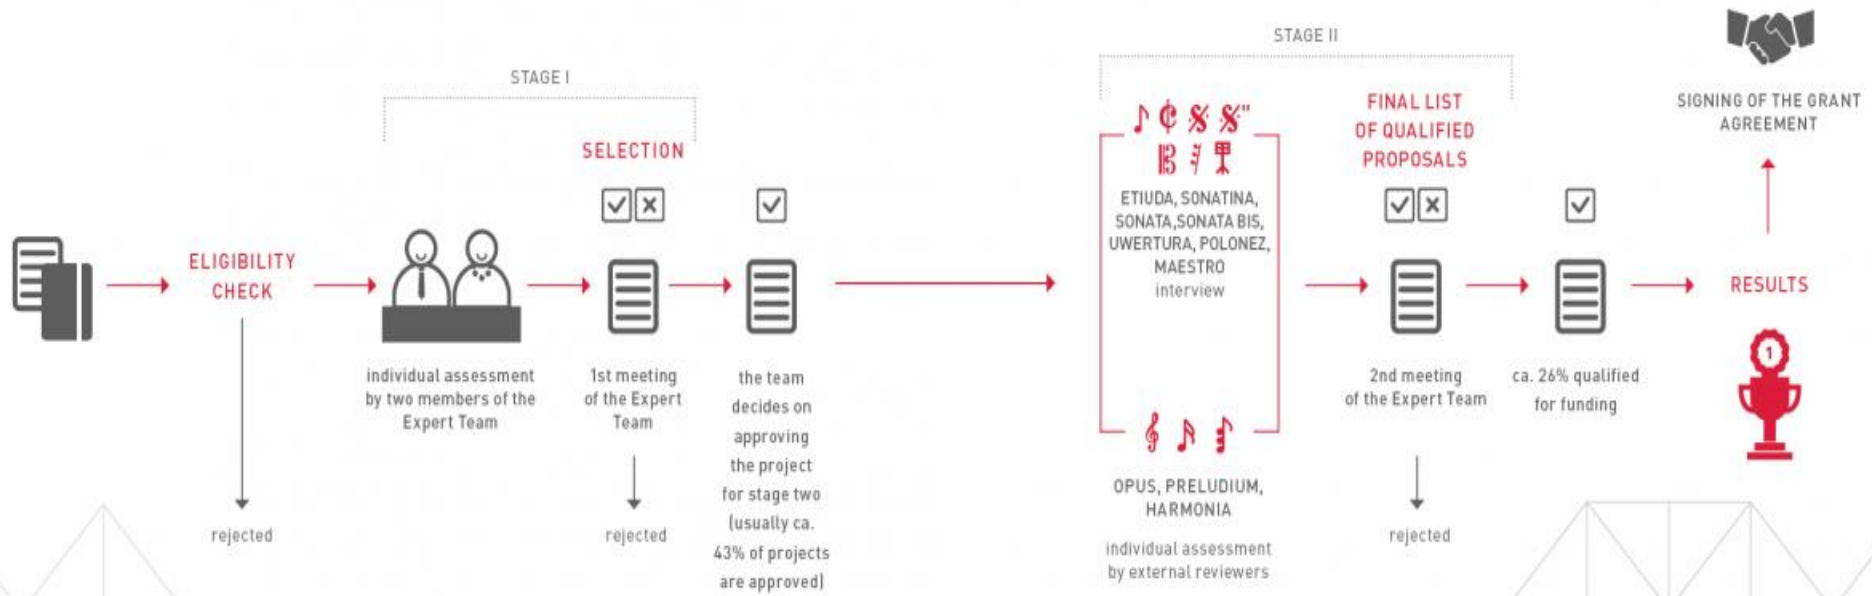 STAGE I
SELECTION
ELIGIBILITY
CHECK
rejected
individual assessment
by two members of the
Expert Team
1st meeting
of the Expert
Team
rejected
the team
decides on
approving
the project
for stage two
(usually ca.
43% of projects
are approved)
STAGE II
ETIUDA, SONATINA,
SONATA,SONATA BIS,
UWERTURA, POLONEZ,
MAESTRO
interview
OPUS, PRELUDIUM,
HARMONIA
individual assessment
by external reviewers
FINAL LIST
OF QUALIFIED
PROPOSALS
2nd meeting
of the Expert Team
rejected
ca. 26% qualified
for funding
SIGNING OF THE GRANT
AGREEMENT
RESULTS
1